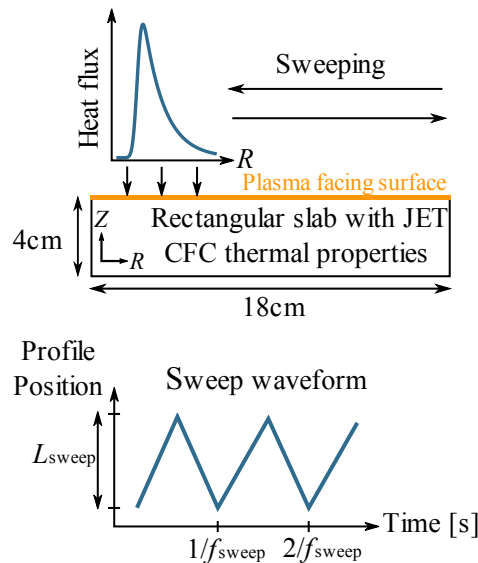 Heat flux
Sweeping
R
Plasma facing surface
4cm
Z
R
Rectangular slab with JET
CFC thermal properties
18cm
Profile
Position
Sweep waveform
Lsweep
Time [s]
1/fsweep
2/fsweep